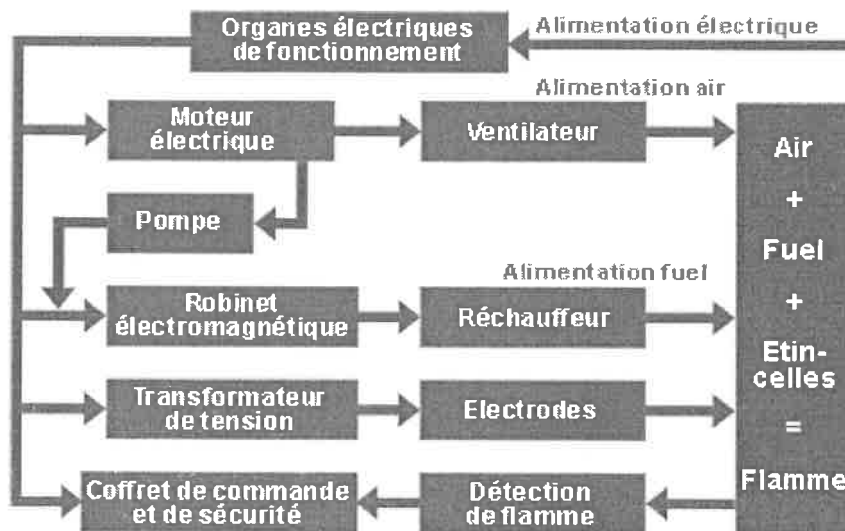 Organes électriques
de fonctionnement
Alimentation électrique
Alimentation air
Moteur
électrique
Ventilateur
Air
+
Fuel
+
Etin-
celles
=
Flamme
Pompe
Alimentation fuel
Robinet
électromagnétique
Réchauffeur
Transformateur
de tension
Electrodes
Coffret de commande
et de sécurité
Détection
de flamme